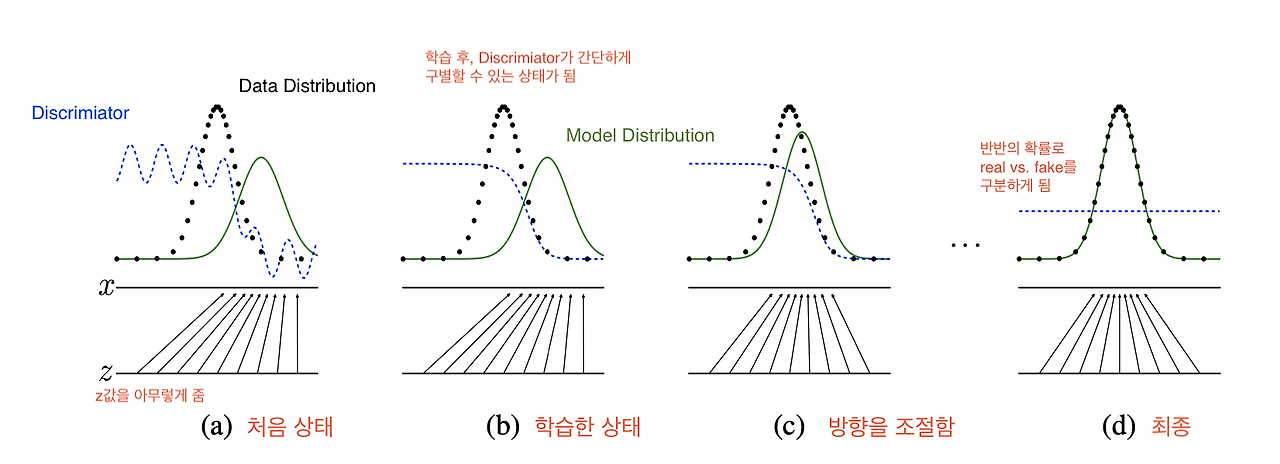 학습 후, Discrimiator가 간단하게
구별할 수 있는 상태가 됨
Data Distribution
Discrimiator
Model Distribution
반반의 확률로
real vs. fake를
구분하게 됨
...
x
z
z값을 아무렇게 줌
(a) 처음 상태
(b) 학습한 상태
(c) 방향을 조절함
(d) 최종